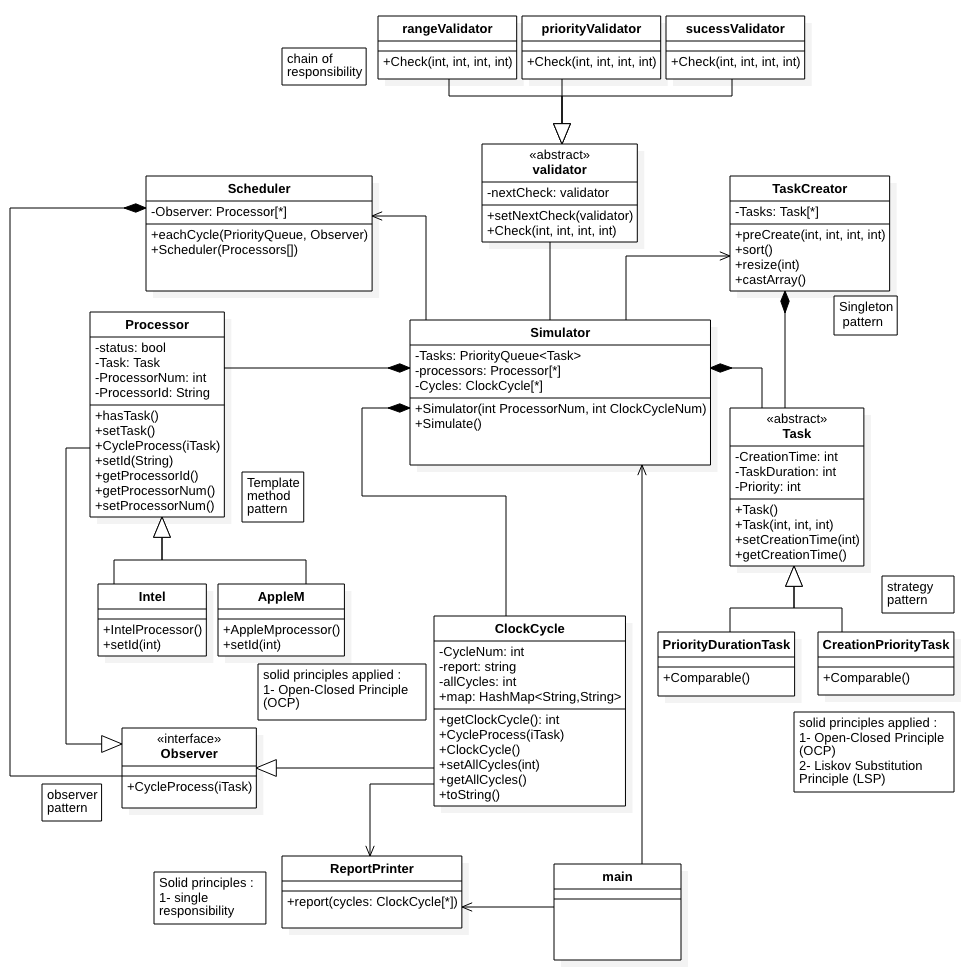 rangeValidator
+Check(int, int, int, int)
priorityValidator
+Check(int, int, int, int)
sucessValidator
+Check(int, int, int, int)
chain of
responsibility
«abstract»
validator
-nextCheck: validator
+setNextCheck(validator)
+Check(int, int, int, int)
Scheduler
-Observer: Processor[*]
+eachCycle(PriorityQueue, Observer)
+Scheduler(Processors[])
TaskCreator
-Tasks: Task[*]
+preCreate(int, int, int, int)
+sort()
+resize(int)
+castArray()
Singleton
pattern
Processor
-status: bool
-Task: Task
-ProcessorNum: int
-ProcessorId: String
+hasTask()
+setTask()
+CycleProcess(iTask)
+setId(String)
+getProcessorId()
+getProcessorNum()
+setProcessorNum()
Simulator
-Tasks: PriorityQueue<Task>
-processors: Processor[*]
-Cycles: ClockCycle[*]
+Simulator(int ProcessorNum, int ClockCycleNum)
+Simulate()
«abstract»
Task
-CreationTime: int
-TaskDuration: int
-Priority: int
+Task()
+Task(int, int, int)
+setCreationTime(int)
+getCreationTime()
Template
method
pattern
Intel
+IntelProcessor()
+setId(int)
AppleM
+AppleMprocessor()
+setId(int)
strategy
pattern
ClockCycle
-CycleNum: int
-report: string
-allCycles: int
+map: HashMap<String,String>
+getClockCycle(): int
+CycleProcess(iTask)
+ClockCycle()
+setAllCycles(int)
+getAllCycles()
+toString()
PriorityDurationTask
+Comparable()
CreationPriorityTask
+Comparable()
solid principles applied :
1- Open-Closed Principle
(OCP)
solid principles applied :
1- Open-Closed Principle
(OCP)
2- Liskov Substitution
Principle (LSP)
«interface»
Observer
+CycleProcess(iTask)
observer
pattern
ReportPrinter
+report(cycles: ClockCycle[*])
main
Solid principles :
1- single
responsibility